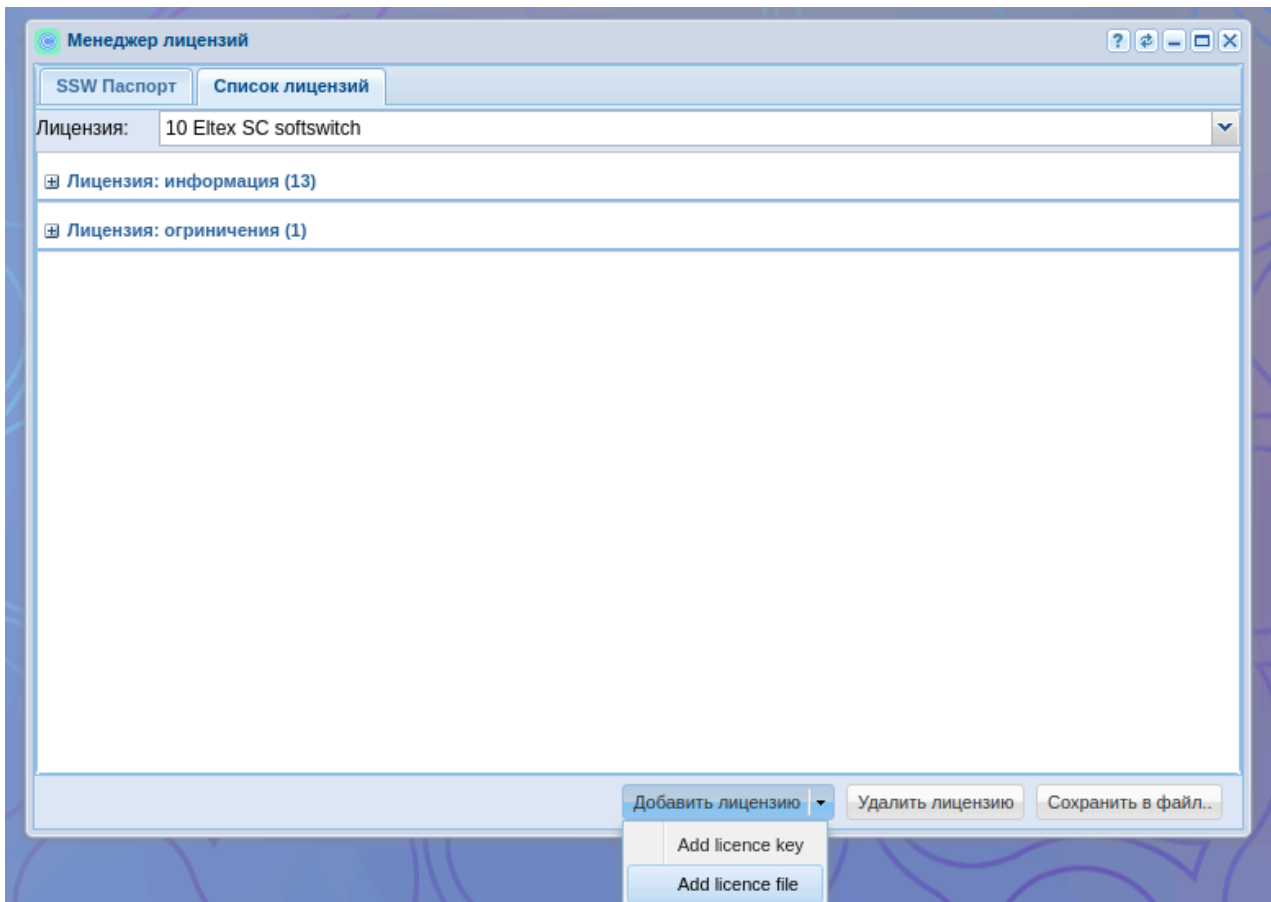 Менеджер лицензий
SSW Паспорт Список лицензий
Лицензия: 10 Eltex SC softswitch
Лицензия: информация (13)
Лицензия: огриничения (1)
Добавить лицензию Удалить лицензию Сохранить в файл..
Add licence key
Add licence file